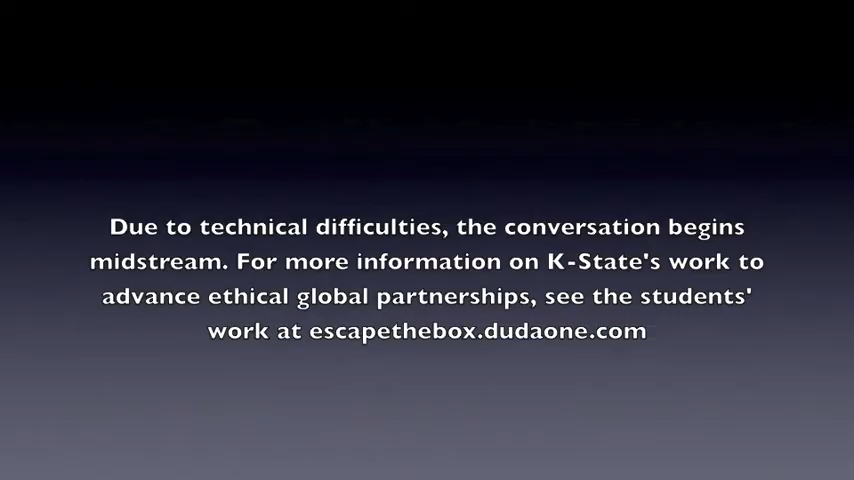 Due to technical difficulties, the conversation begins
midstream. For more information on K-State's work to
advance ethical global partnerships, see the students'
work at escapethebox.dudaone.com